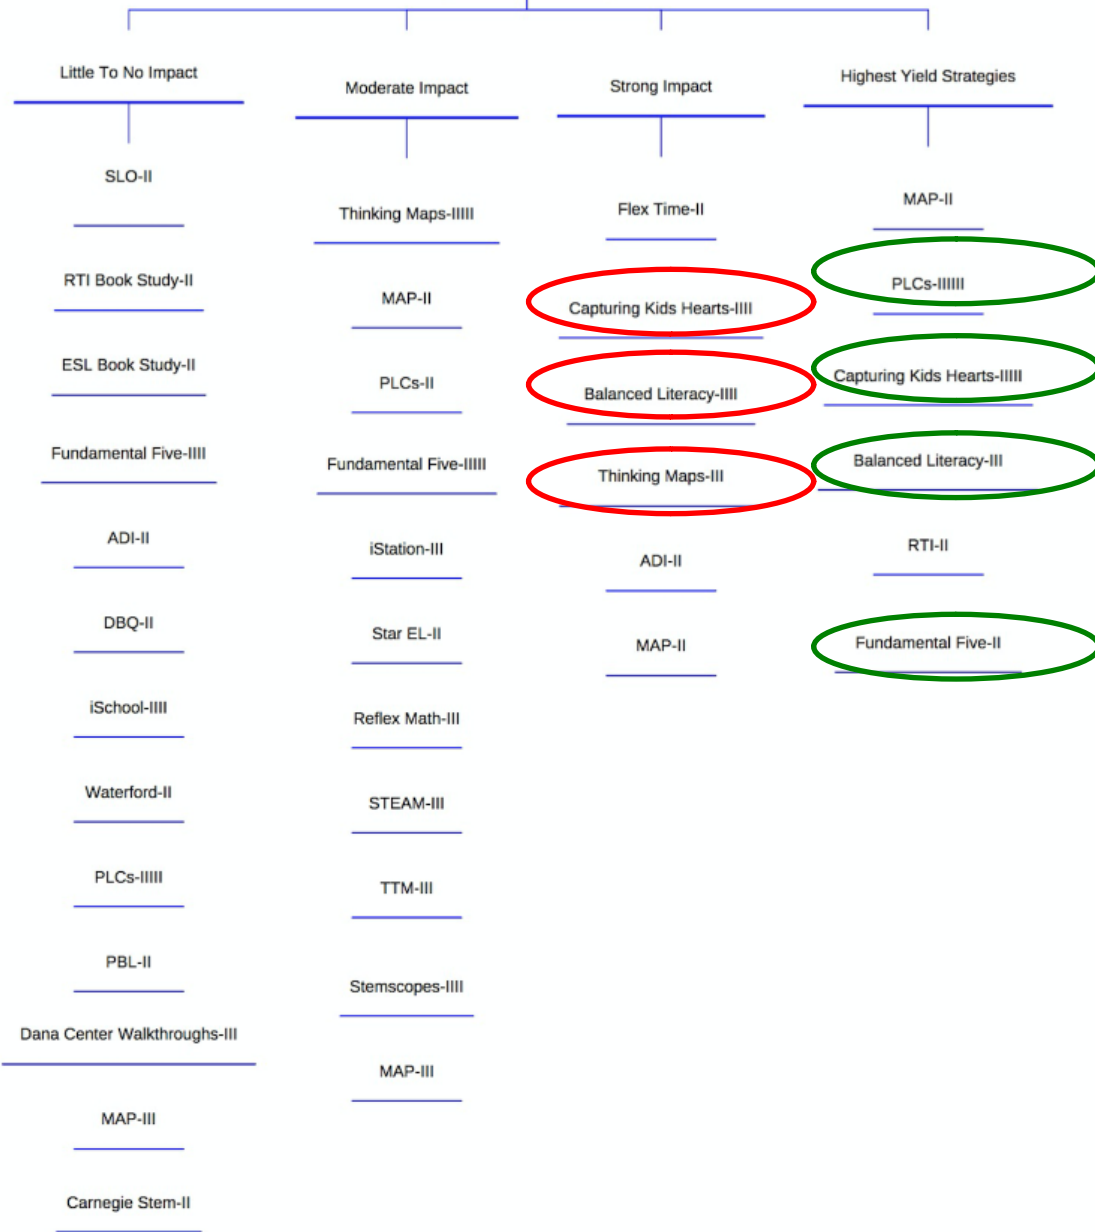 Little To No Impact
SLO-II
RTI Book Study-II
ESL Book Study-II
Fundamental Five-IIII
ADI-II
DBQ-II
iSchool-IIII
Waterford-II
PLCs-IIIII
PBL-II
Dana Center Walkthroughs-III
MAP-III
Carnegie Stem-II
Moderate Impact
Thinking Maps-IIIII
MAP-II
PLCs-II
Fundamental Five-IIIII
iStation-III
Star EL-II
Reflex Math-III
STEAM-III
TTM-III
Stemscopes-IIII
MAP-III
Strong Impact
Flex Time-II
Capturing Kids Hearts-IIII
Balanced Literacy-IIII
Thinking Maps-III
ADI-II
MAP-II
Highest Yield Strategies
MAP-II
PLCs-IIIIII
Capturing Kids Hearts-IIIII
Balanced Literacy-III
RTI-II
Fundamental Five-II